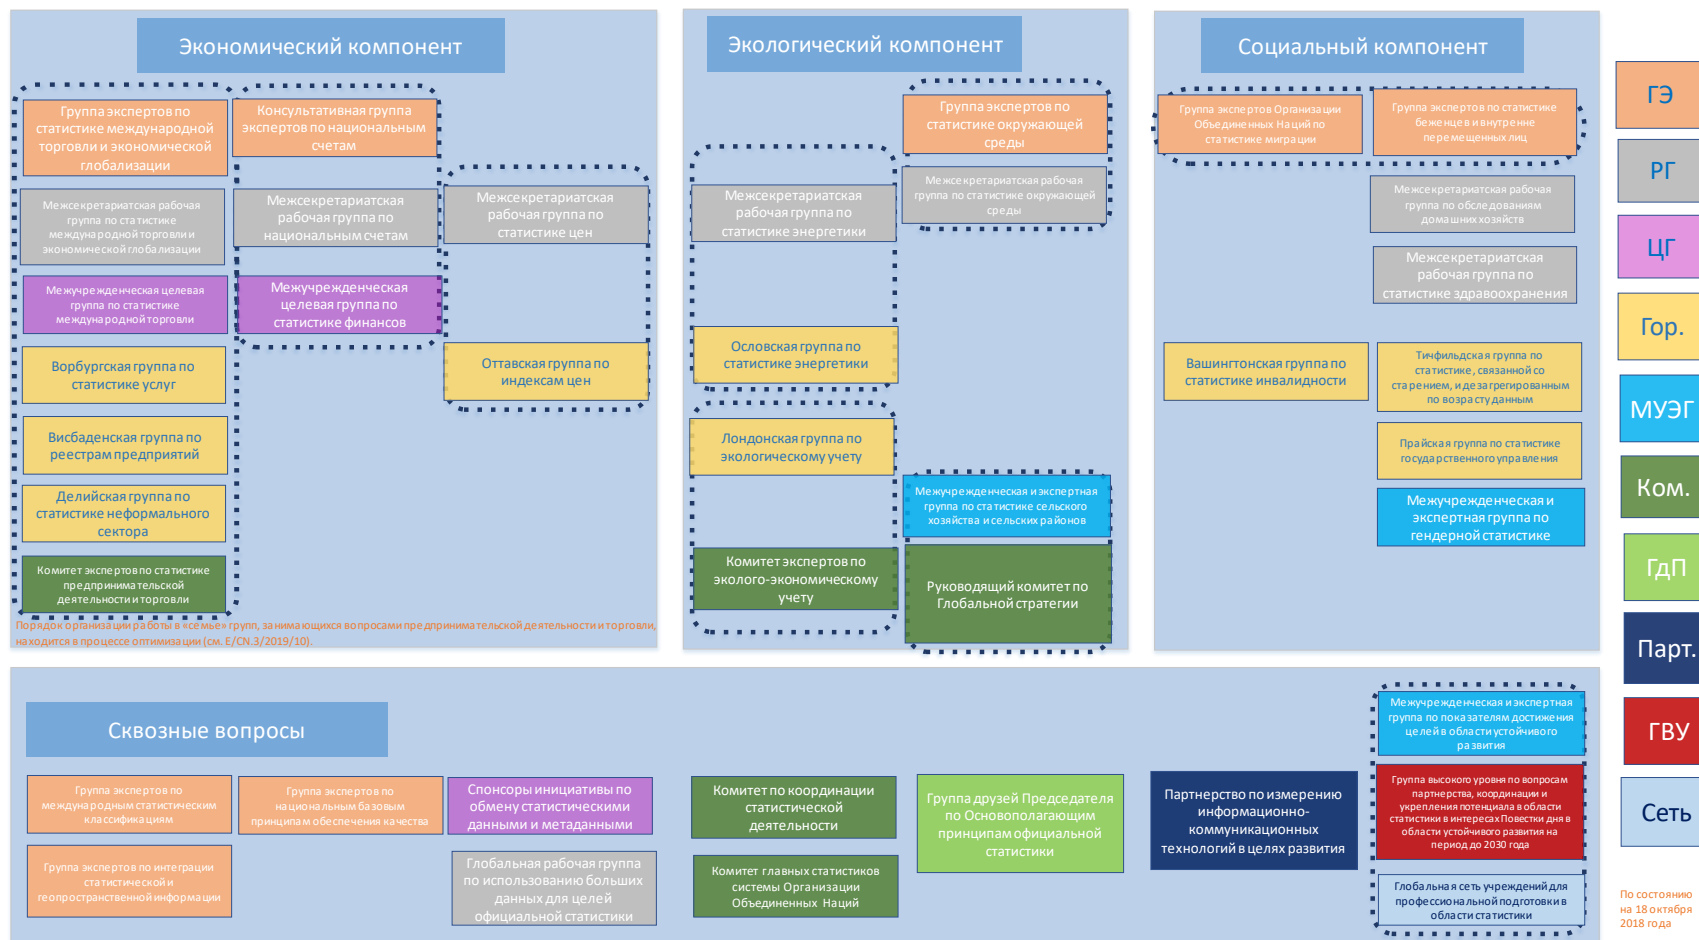 Экономический компонент
Группа экспертов по
статистике международной
торговли и экономической
глобализации
Консультативная группа
экспертов по национальным
счетам
Межсекретариатская рабочая
группа по статистике
международной торговли и
экономической глобализации
Межсекретариатская
рабочая группа по
национальным счетам
Межсекретариатская
рабочая группа по
статистике цен
Межучрежденческая целевая
группа по статистике
международной торговли
Межучрежденческая
целевая группа по
статистике финансов
Ворбургская группа по
статистике услуг
Оттавская группа по
индексам цен
Висбаденская группа по
реестрам предприятий
Делийская группа по
статистике неформального
сектора
Комитет экспертов по статистике
предпринимательской
деятельности и торговли
Порядок организации работы в «семье» групп, занимающихся вопросами предпринимательской деятельности и торговли,
находится в процессе оптимизации (см. E/CN.3/2019/10).
Экологический компонент
Группа экспертов по
статистике окружающей
среды
Межсекретариатская
рабочая группа по
статистике энергетики
Межсекретариатская рабочая
группа по статистике окружающей
среды
Ословская группа по
статистике энергетики
Лондонская группа по
экологическому учету
Межучрежденческая и экспертная
группа по статистике сельского
хозяйства и сельских районов
Комитет экспертов по
эколого-экономическому
учету
Руководящий комитет по
Глобальной стратегии
Социальный компонент
Группа экспертов Организации
Объединенных Наций по
статистике миграции
Группа экспертов по статистике
беженцев и внутренне
перемещенных лиц
Межсекретариатская рабочая
группа по обследованиям
домашних хозяйств
Межсекретариатская
рабочая группа по
статистике здравоохранения
Вашингтонская группа по
статистике инвалидности
Тичфильдская группа по
статистике, связанной со
старением, и дезагрегированным
по возрасту данным
Прайская группа по статистике
государственного управления
Межучрежденческая и
экспертная группа по
гендерной статистике
Сквозные вопросы
Группа экспертов по
международным статистическим
классификациям
Группа экспертов по
национальным базовым
принципам обеспечения качества
Спонсоры инициативы по
обмену статистическими
данными и метаданными
Комитет по координации
статистической
деятельности
Группа друзей Председателя
по Основополагающим
принципам официальной
статистики
Партнерство по измерению
информационно-
коммуникационных
технологий в целях развития
Межучрежденческая и экспертная
группа по показателям достижения
целей в области устойчивого
развития
Группа высокого уровня по вопросам
партнерства, координации и
укрепления потенциала в области
статистики в интересах Повестки дня в
области устойчивого развития на
период до 2030 года
Группа экспертов по интеграции
статистической и
геопространственной информации
Глобальная рабочая группа
по использованию больших
данных для целей
официальной статистики
Комитет главных статистиков
системы Организации
Объединенных Наций
Глобальная сеть учреждений для
профессиональной подготовки в
области статистики
ГЭ
РГ
ЦГ
Гор.
МУЭГ
Ком.
ГдП
Парт.
ГВУ
Сеть
По состоянию
на 18 октября
2018 года